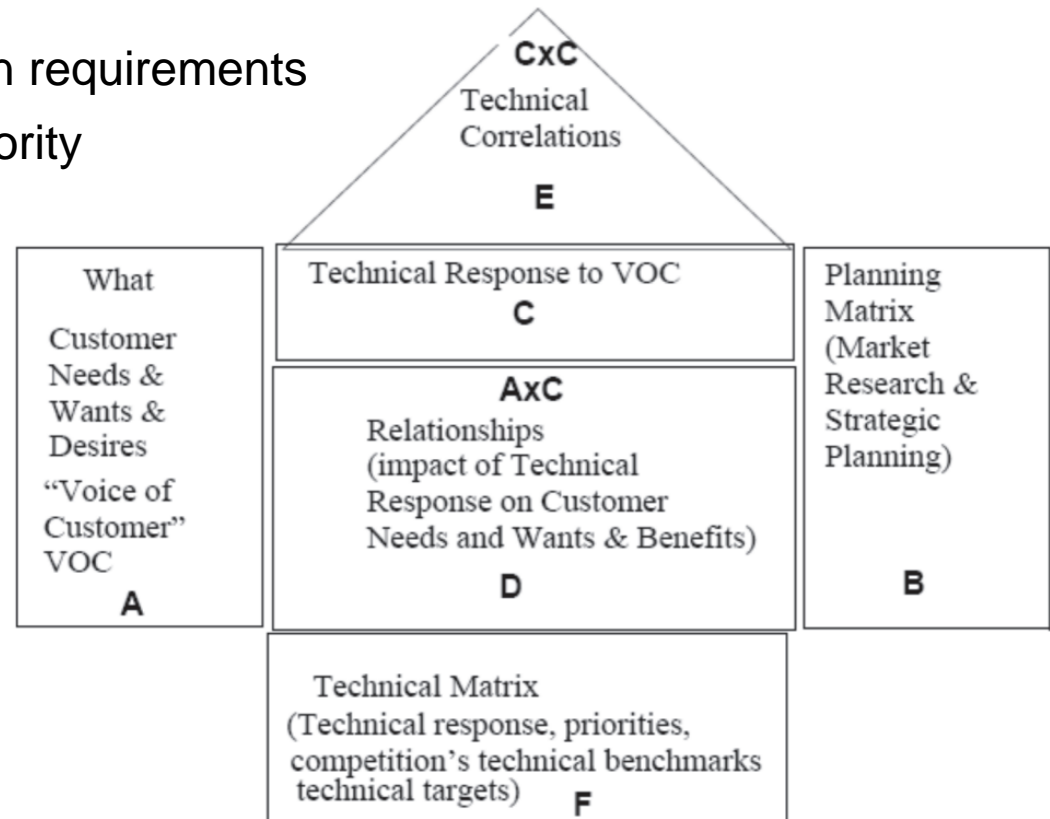 requirements
CxC
Technical
Correlations
E
What
Customer
Needs &
Wants &
Desires
“Voice of
Customer”
VOC
A
Technical Response to VOC
C
AxC
Relationships
(impact of Technical
Response on Customer
Needs and Wants & Benefits)
D
Planning
Matrix
(Market
Research &
Strategic
Planning)
B
Technical Matrix
(Technical response, priorities,
competition’s technical benchmarks
technical targets)
F